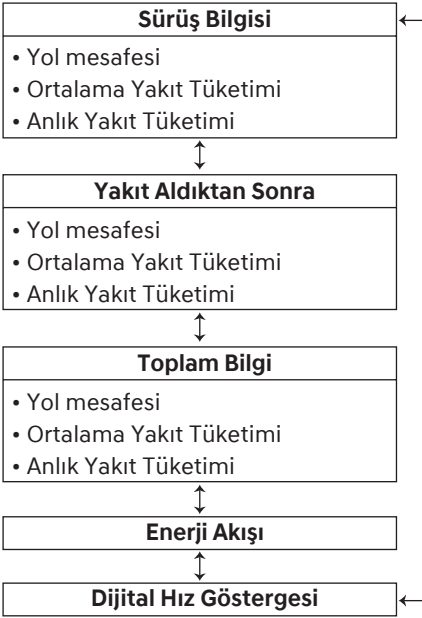 Sürüş Bilgisi
• Yol mesafesi
• Ortalama Yakıt Tüketimi
• Anlık Yakıt Tüketimi
Yakıt Aldıktan Sonra
• Yol mesafesi
• Ortalama Yakıt Tüketimi
• Anlık Yakıt Tüketimi
Toplam Bilgi
• Yol mesafesi
• Ortalama Yakıt Tüketimi
• Anlık Yakıt Tüketimi
Enerji Akışı
Dijital Hız Göstergesi